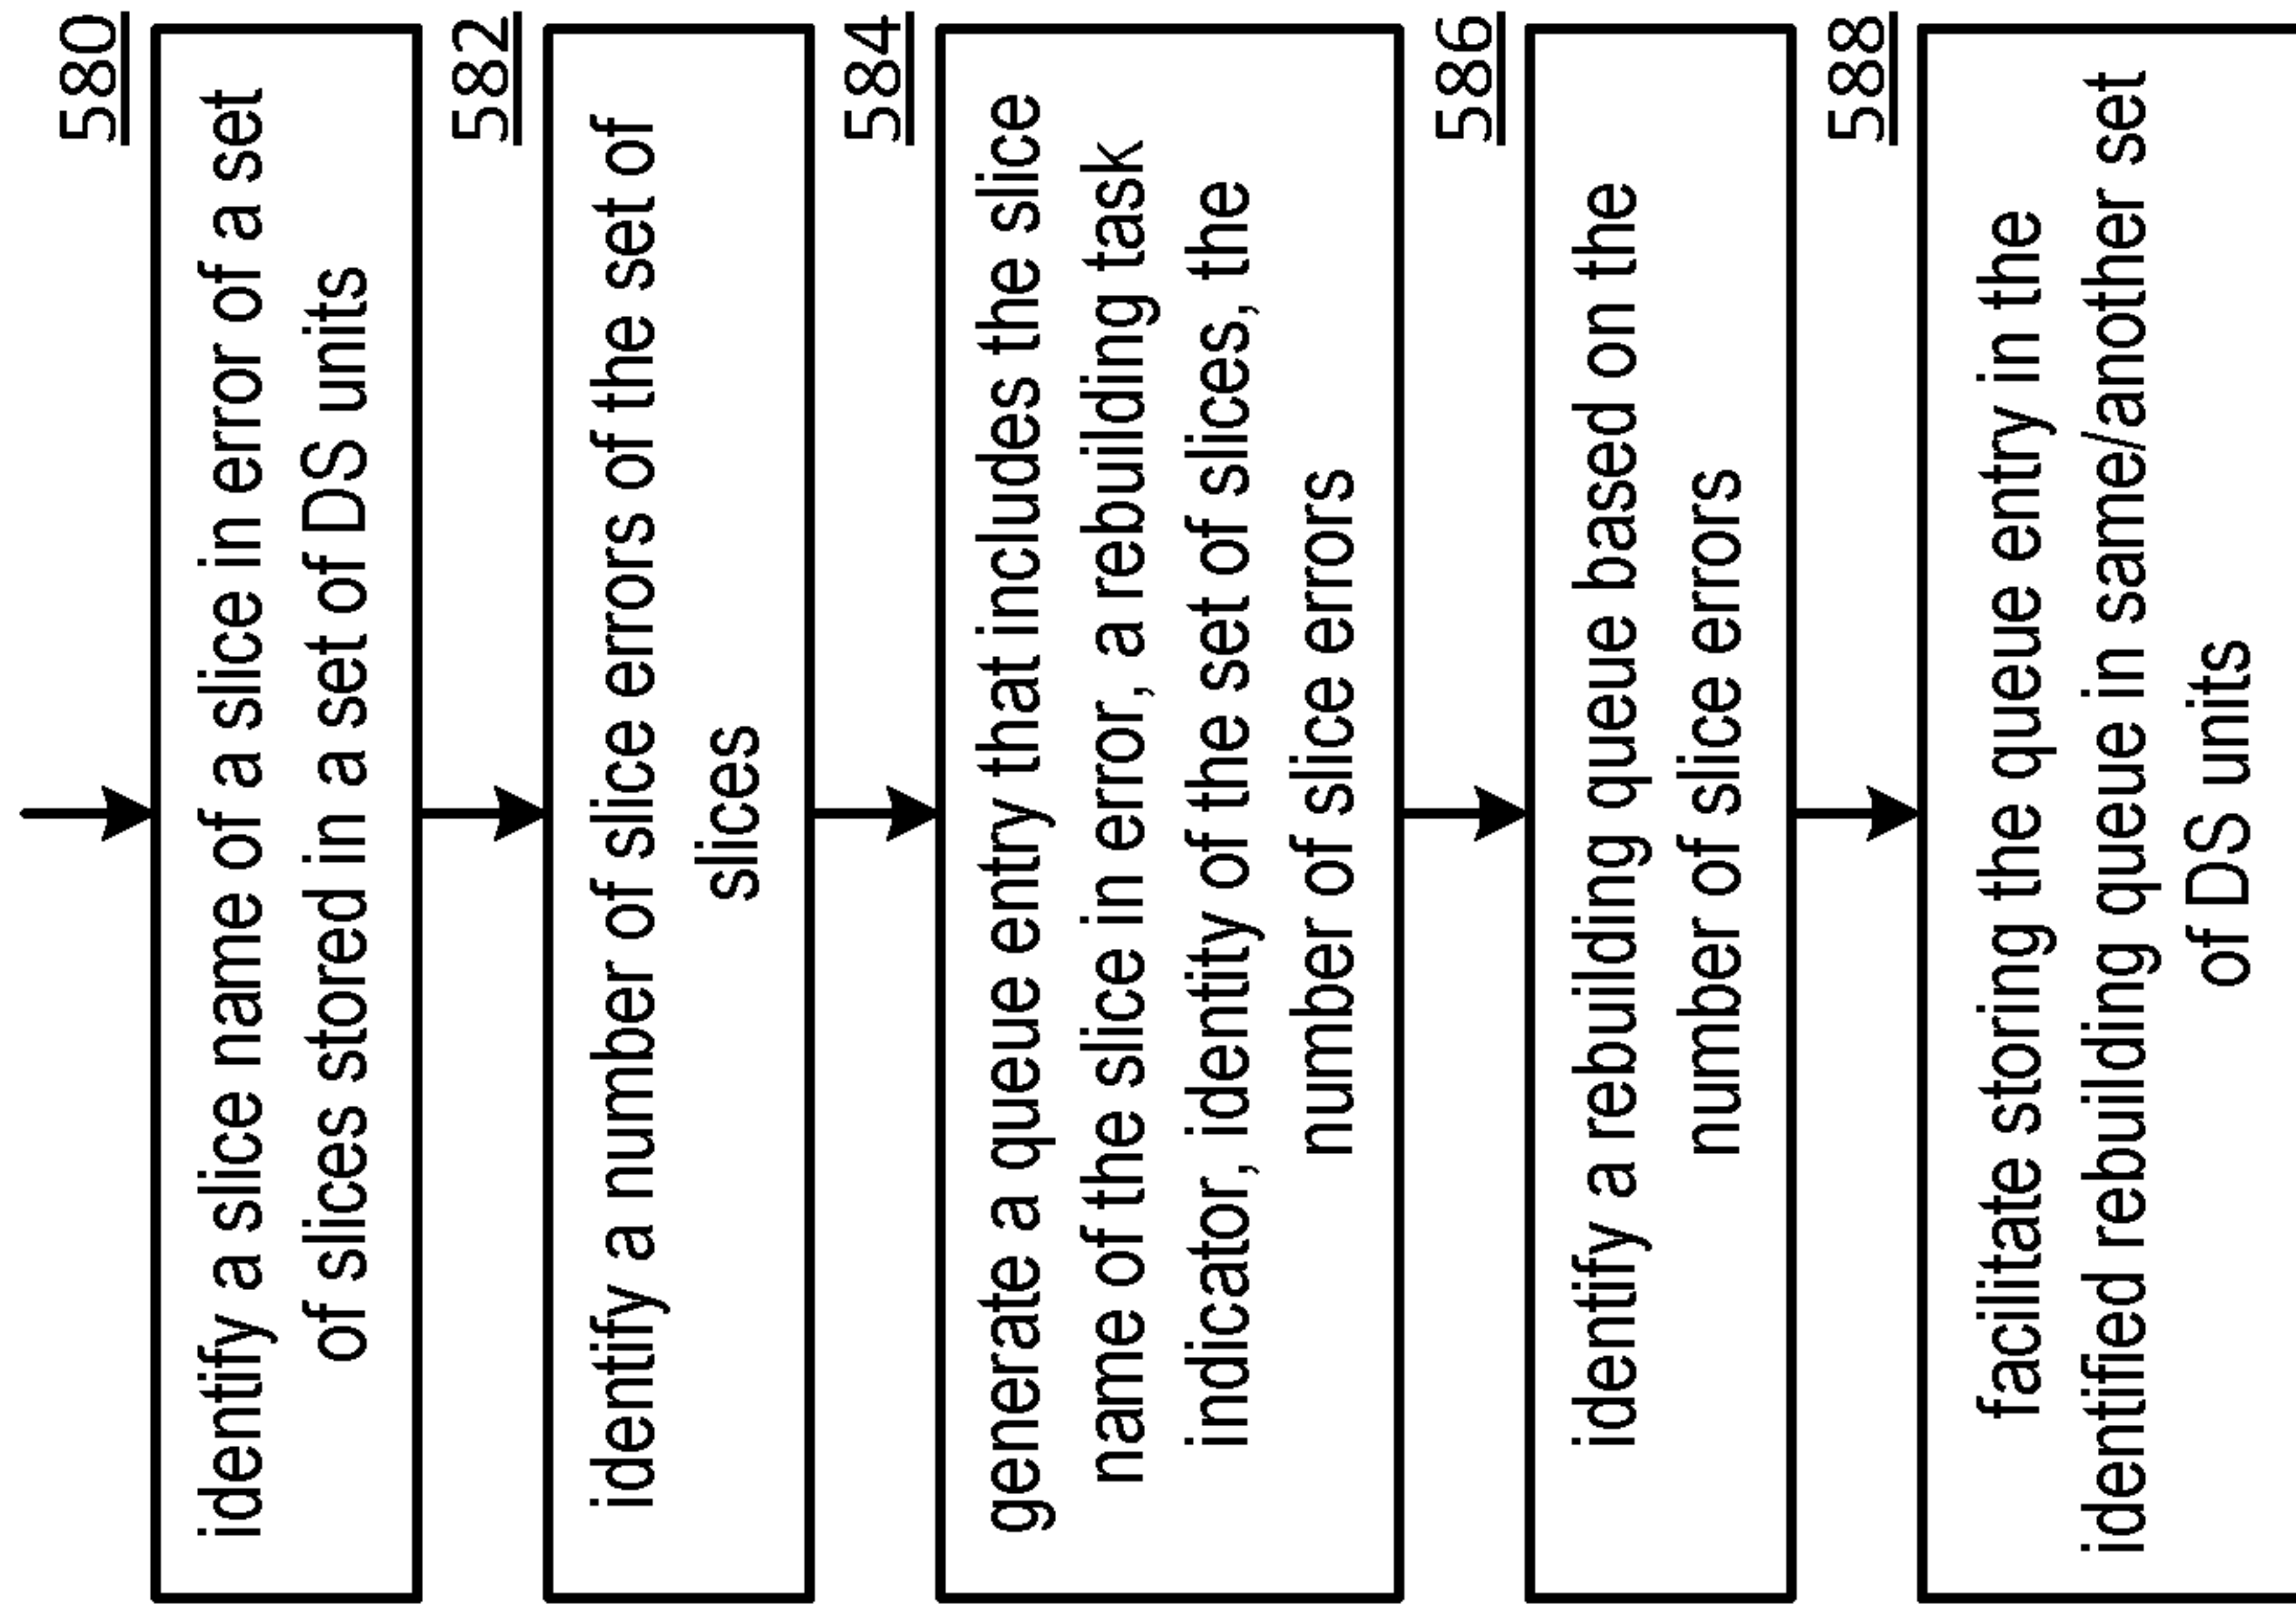 580
identify a slice name of a slice in error of a set
of slices stored in a set of DS units
582
identify a number of slice errors of the set of
slices
584
generate a queue entry that includes the slice
name of the slice in error, a rebuilding task
indicator, identity of the set of slices, the
number of slice errors
586
identify a rebuilding queue based on the
number of slice errors
588
facilitate storing the queue entry in the
identified rebuilding queue in same/another set
of DS units